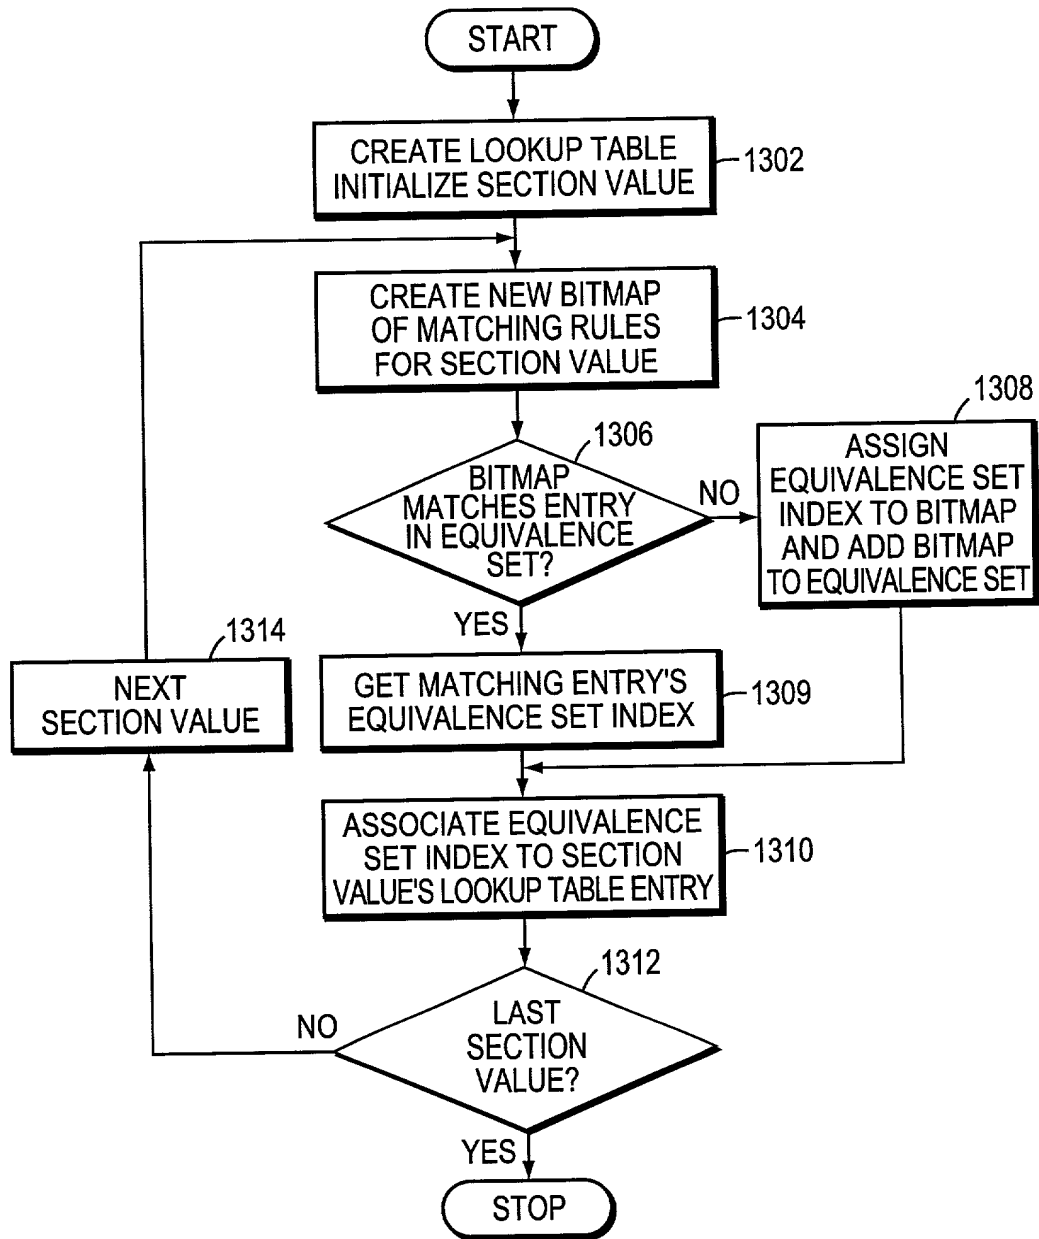 START
CREATE LOOKUP TABLE
INITIALIZE SECTION VALUE
1302
CREATE NEW BITMAP
OF MATCHING RULES
FOR SECTION VALUE
1304
1306
BITMAP
MATCHES ENTRY
IN EQUIVALENCE
SET?
NO
1308
ASSIGN
EQUIVALENCE SET
INDEX TO BITMAP
AND ADD BITMAP
TO EQUIVALENCE SET
YES
1314
NEXT
SECTION VALUE
GET MATCHING ENTRY'S
EQUIVALENCE SET INDEX
1309
ASSOCIATE EQUIVALENCE
SET INDEX TO SECTION
VALUE'S LOOKUP TABLE ENTRY
1310
1312
LAST
SECTION
VALUE?
NO
YES
STOP